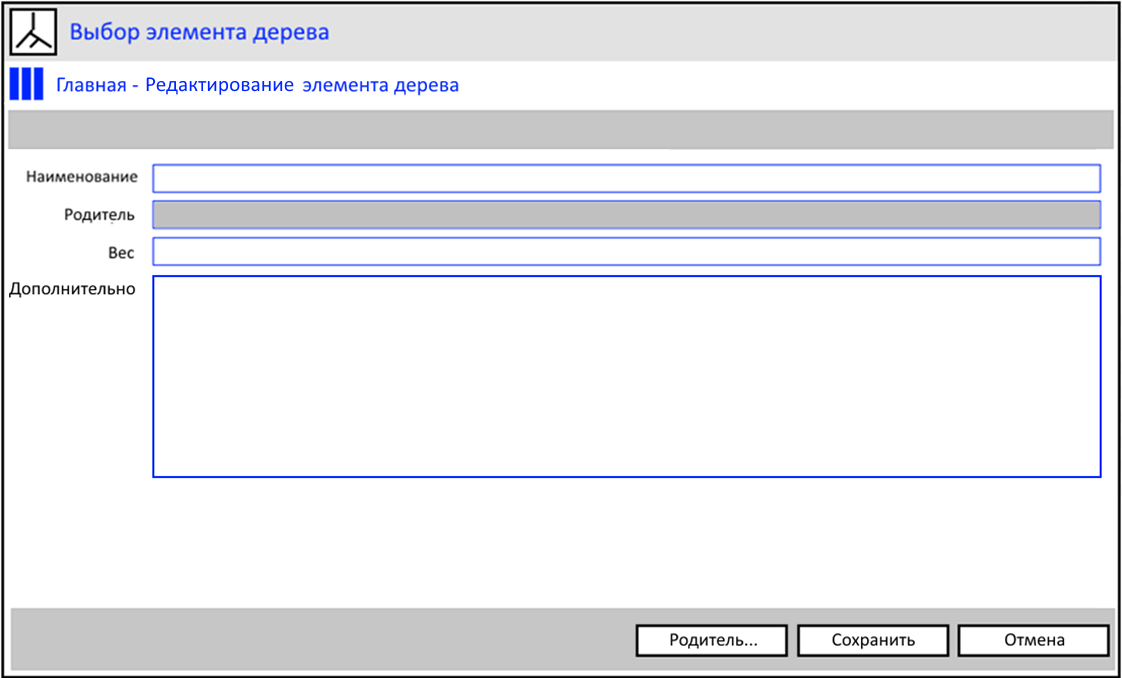 Выбор элемента дерева
Главная - Редактирование элемента дерева
Наименование
Родитель
Вес
Дополнительно
Родитель... Сохранить Отмена